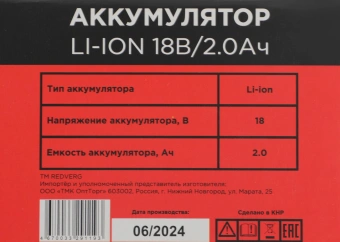 АККУМУЛЯТОР
LI-ION 18В/2.0Ач
Тип аккумулятора Li-ion
Напряжение аккумулятора, В 18
Емкость аккумулятора, Ач 2.0
TM REDVERG
Импортёр и уполномоченный представитель изготовителя:
ООО «ТМК ОптТорг» 603002, Россия, г. Нижний Новгород, ул. Марата, 25
Дата производства:
06/2024
Сделано в КНР
EAC